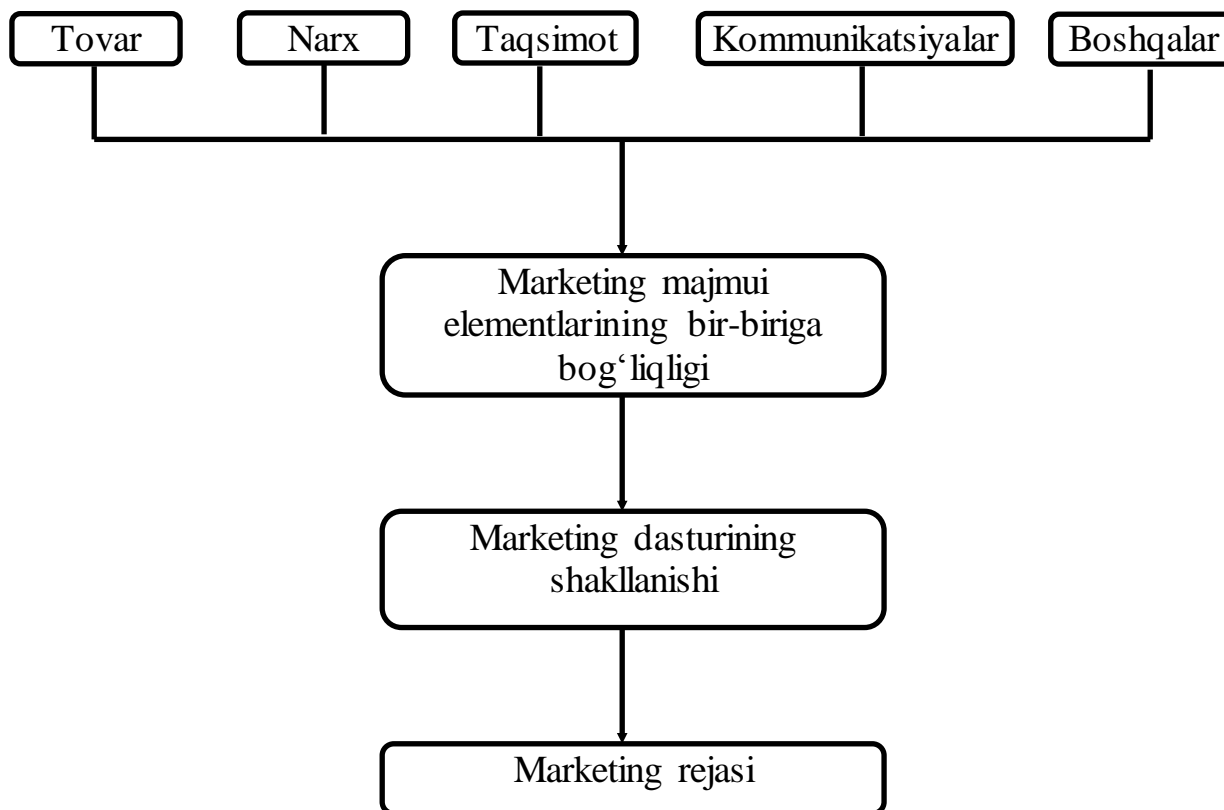 Tovar
Narx
Taqsimot
Kommunikatsiyalar
Boshqalar
Marketing majmui
elementlarining bir-biriga
bog‘liqligi
Marketing dasturining
shakllanishi
Marketing rejasi